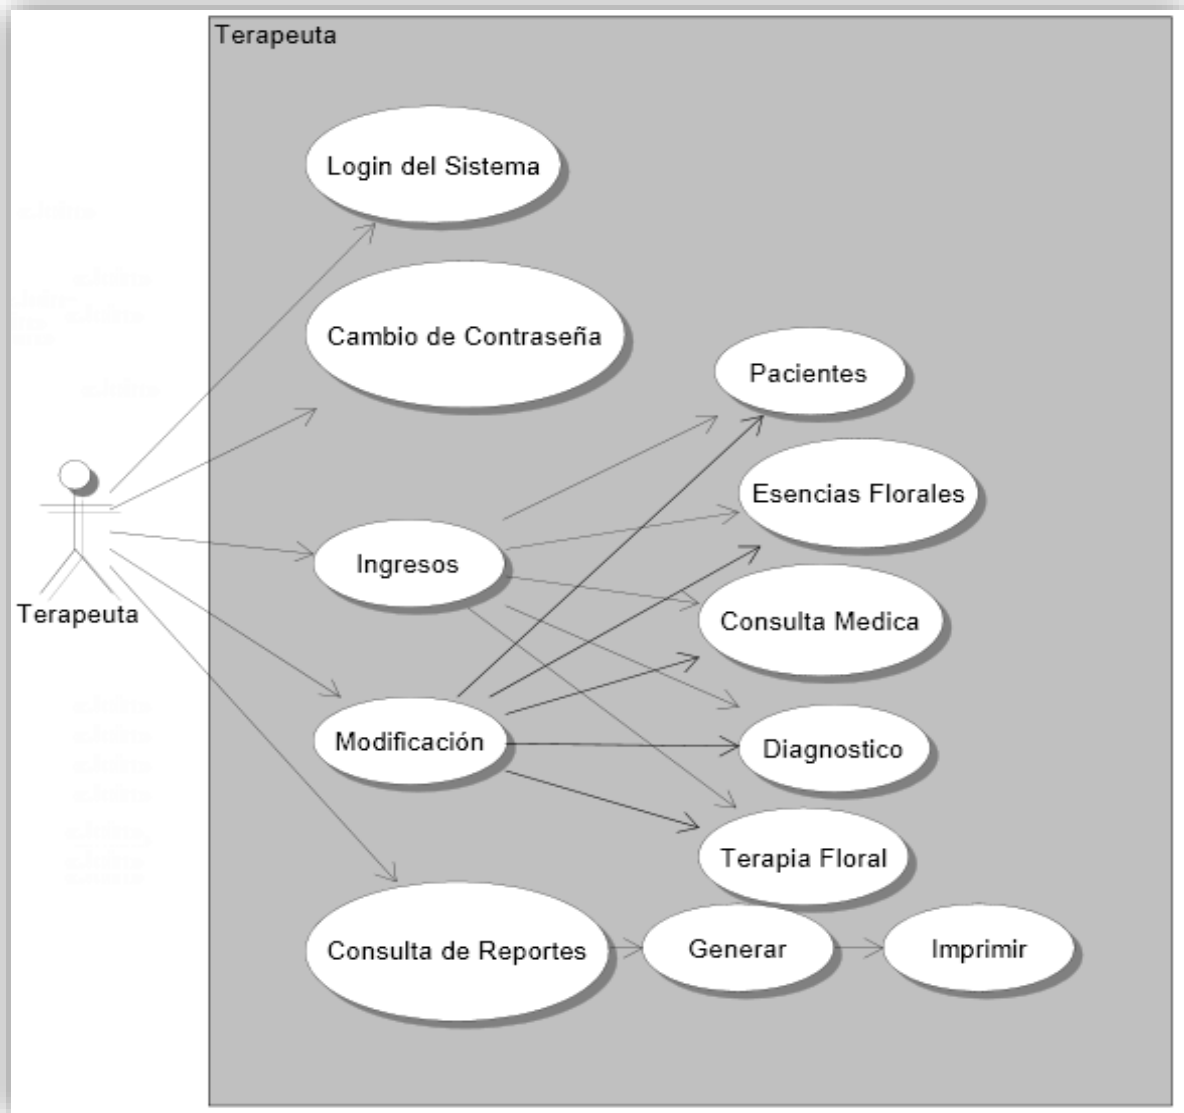 Terapeuta
Login del Sistema
Cambio de Contraseña
Pacientes
Esencias Florales
Ingresos
Terapeuta
Consulta Medica
Modificación
Diagnostico
Terapia Floral
Consulta de Reportes
Generar
Imprimir